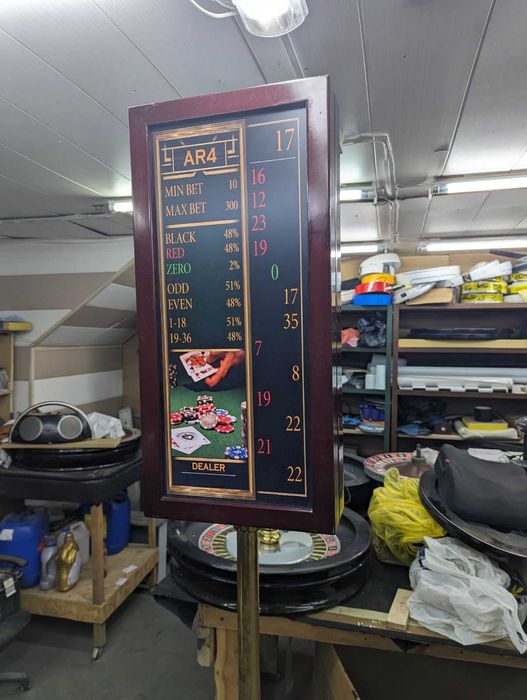 AR4
MIN BET 10
MAX BET 300
BLACK 48%
RED 48%
ZERO 2%
ODD 51%
EVEN 48%
1-18 51%
19-36 48%
DEALER
17
16
12
23
19
0
17
35
7
8
19
22
21
22